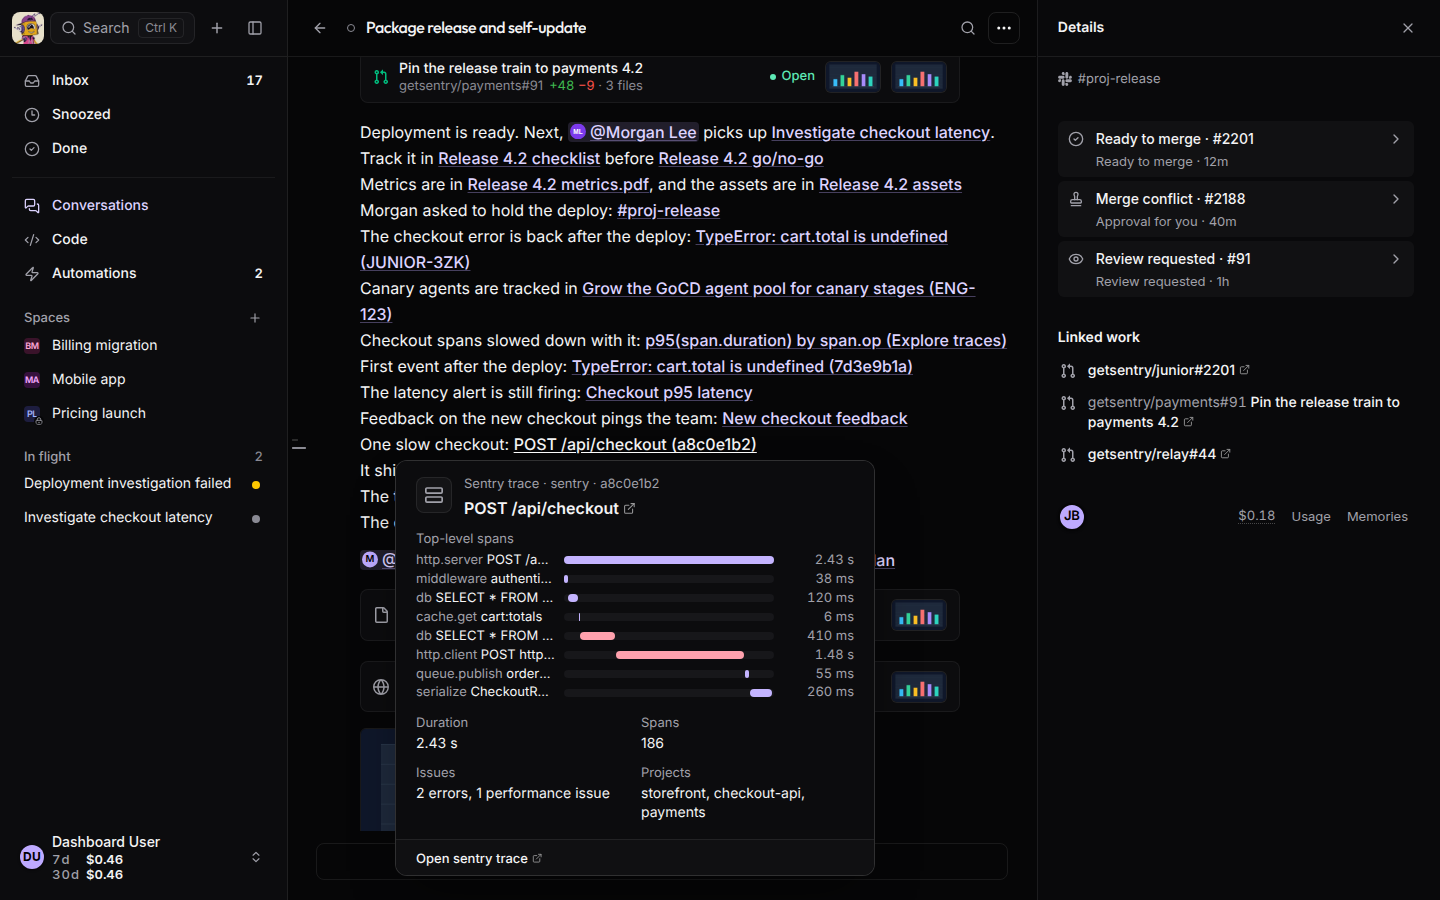 Search Ctrl K
Inbox 17
Snoozed
Done
Conversations
Code
Automations 2
Spaces
BM Billing migration
MA Mobile app
PL Pricing launch
In flight 2
Deployment investigation failed
Investigate checkout latency
DU Dashboard User
7d $0.46
30d $0.46
Package release and self-update
Pin the release train to payments 4.2
getsentry/payments#91 +48 −9 · 3 files
Open
Deployment is ready. Next, ML @Morgan Lee picks up Investigate checkout latency.
Track it in Release 4.2 checklist before Release 4.2 go/no-go
Metrics are in Release 4.2 metrics.pdf, and the assets are in Release 4.2 assets
Morgan asked to hold the deploy: #proj-release
The checkout error is back after the deploy: TypeError: cart.total is undefined
(JUNIOR-3ZK)
Canary agents are tracked in Grow the GoCD agent pool for canary stages (ENG-
123)
Checkout spans slowed down with it: p95(span.duration) by span.op (Explore traces)
First event after the deploy: TypeError: cart.total is undefined (7d3e9b1a)
The latency alert is still firing: Checkout p95 latency
Feedback on the new checkout pings the team: New checkout feedback
One slow checkout: POST /api/checkout (a8c0e1b2)
It shi
The
The
M @
lan
Sentry trace · sentry · a8c0e1b2
POST /api/checkout
Top-level spans
http.server POST /a... 2.43 s
middleware authenti... 38 ms
db SELECT * FROM ... 120 ms
cache.get cart:totals 6 ms
db SELECT * FROM ... 410 ms
http.client POST http... 1.48 s
queue.publish order... 55 ms
serialize CheckoutR... 260 ms
Duration Spans
2.43 s 186
Issues Projects
2 errors, 1 performance issue storefront, checkout-api,
payments
Open sentry trace
Details
#proj-release
Ready to merge · #2201
Ready to merge · 12m
Merge conflict · #2188
Approval for you · 40m
Review requested · #91
Review requested · 1h
Linked work
getsentry/junior#2201
getsentry/payments#91 Pin the release train to
payments 4.2
getsentry/relay#44
JB $0.18 Usage Memories